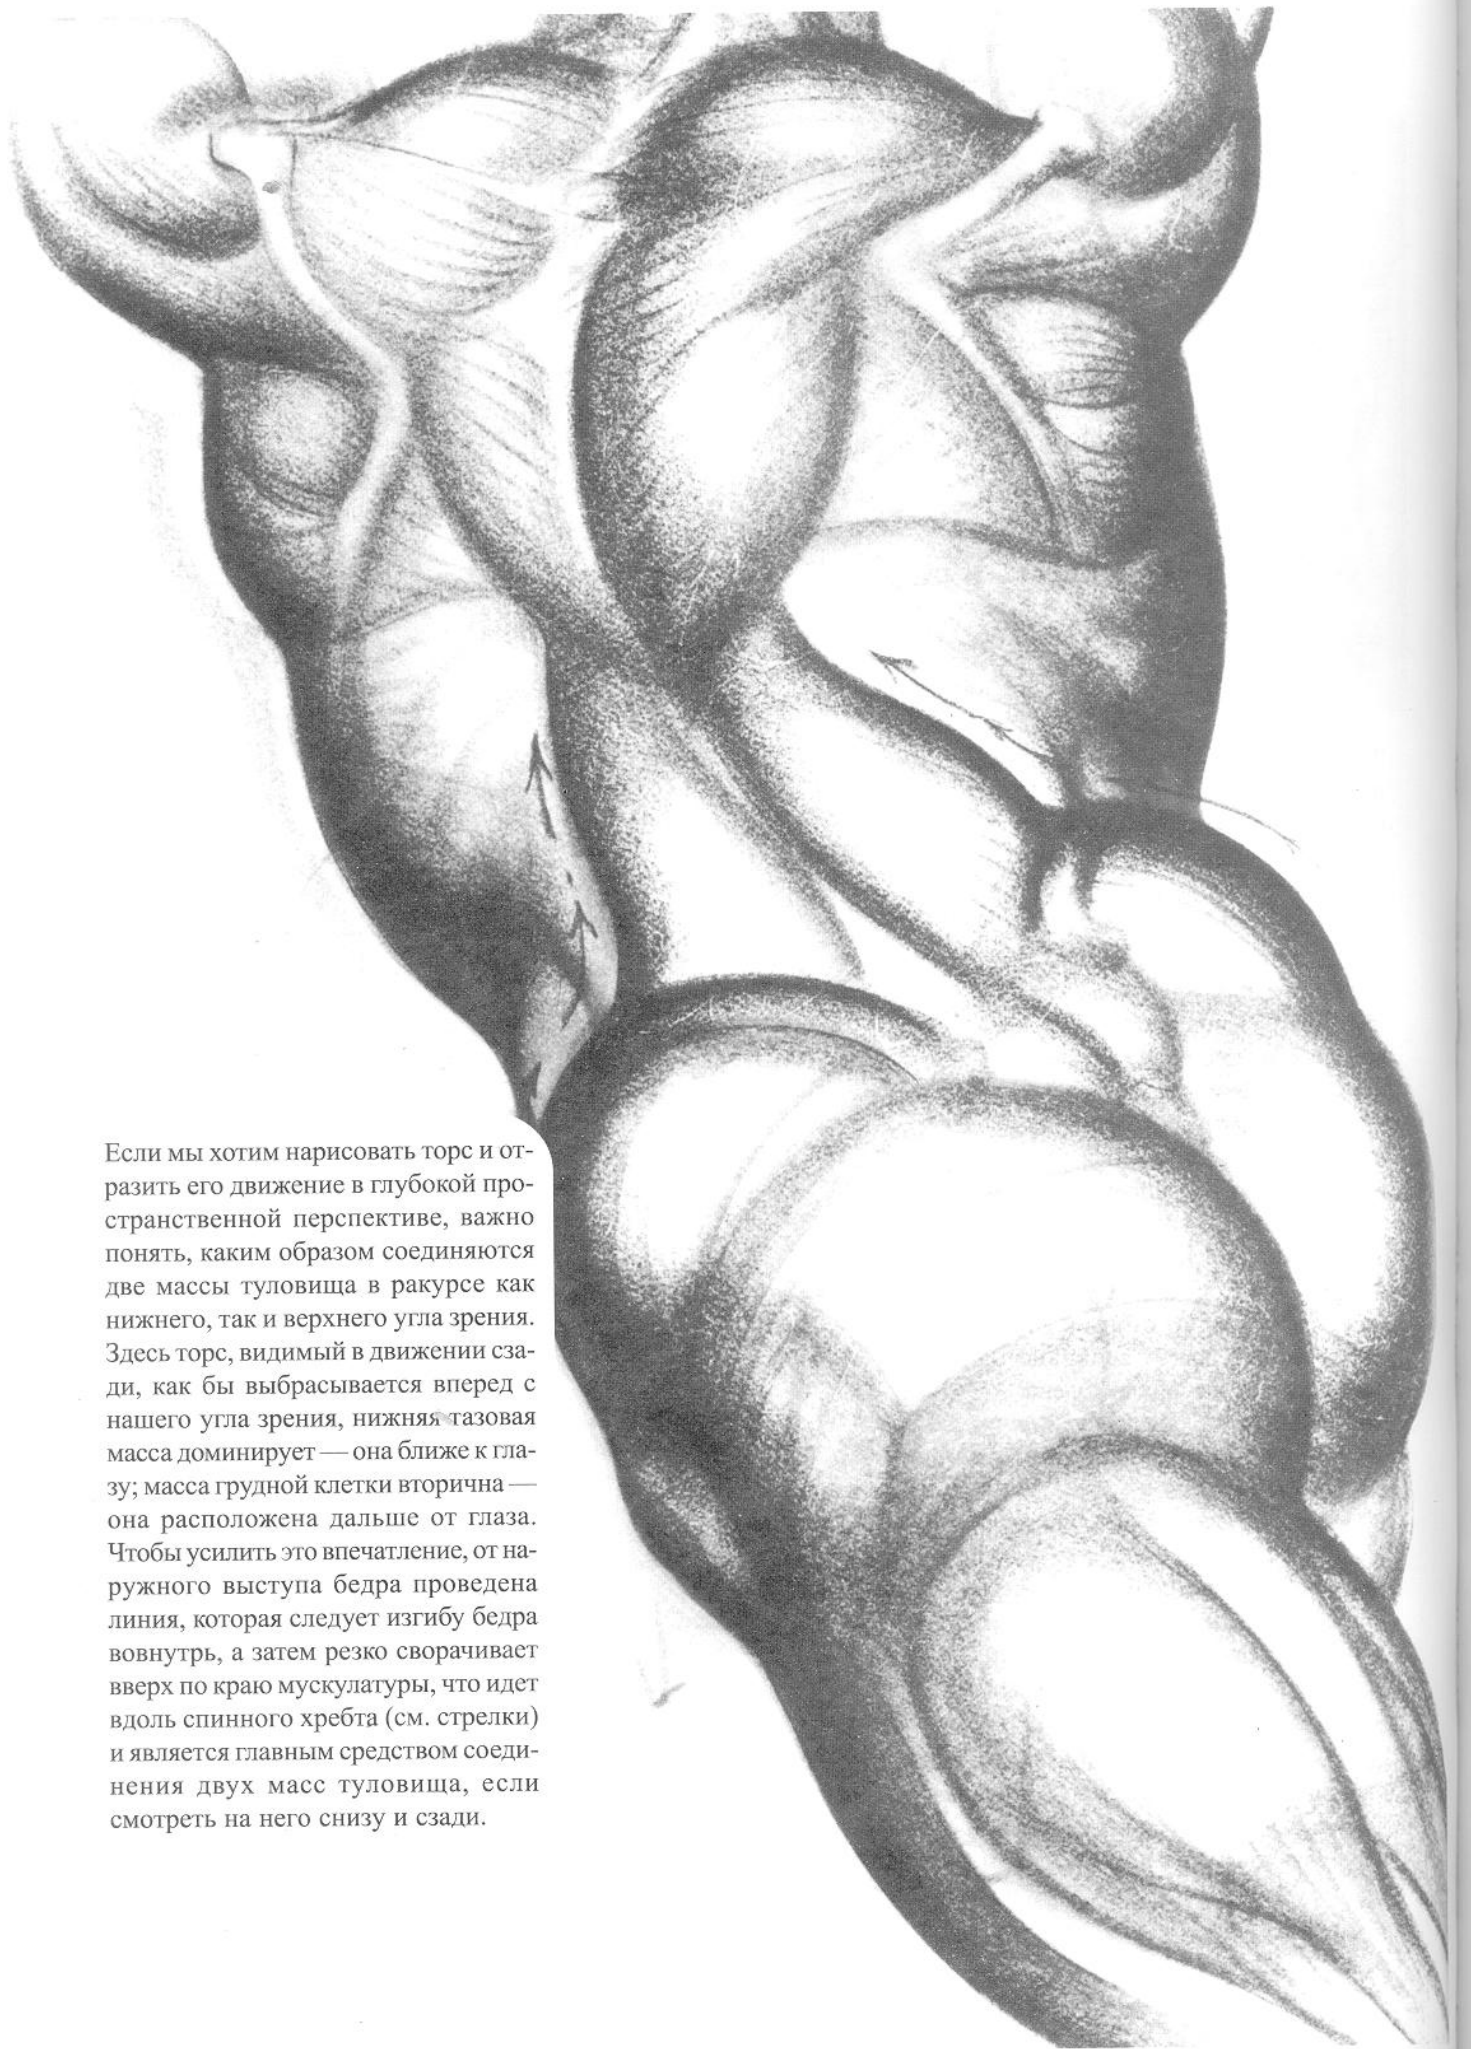 Если мы хотим нарисовать торс и от-
разить его движение в глубокой про-
странственной перспективе, важно
понять, каким образом соединяются
две массы туловища в ракурсе как
нижнего, так и верхнего угла зрения.
Здесь торс, видимый в движении сза-
ди, как бы выбрасывается вперед с
нашего угла зрения, нижняя тазовая
масса доминирует — она ближе к гла-
зу; масса грудной клетки вторична —
она расположена дальше от глаза.
Чтобы усилить это впечатление, от на-
ружного выступа бедра проведена
линия, которая следует изгибу бедра
вовнутрь, а затем резко сворачивает
вверх по краю мускулатуры, что идет
вдоль спинного хребта (см. стрелки)
и является главным средством соеди-
нения двух масс туловища, если
смотреть на него снизу и сзади.